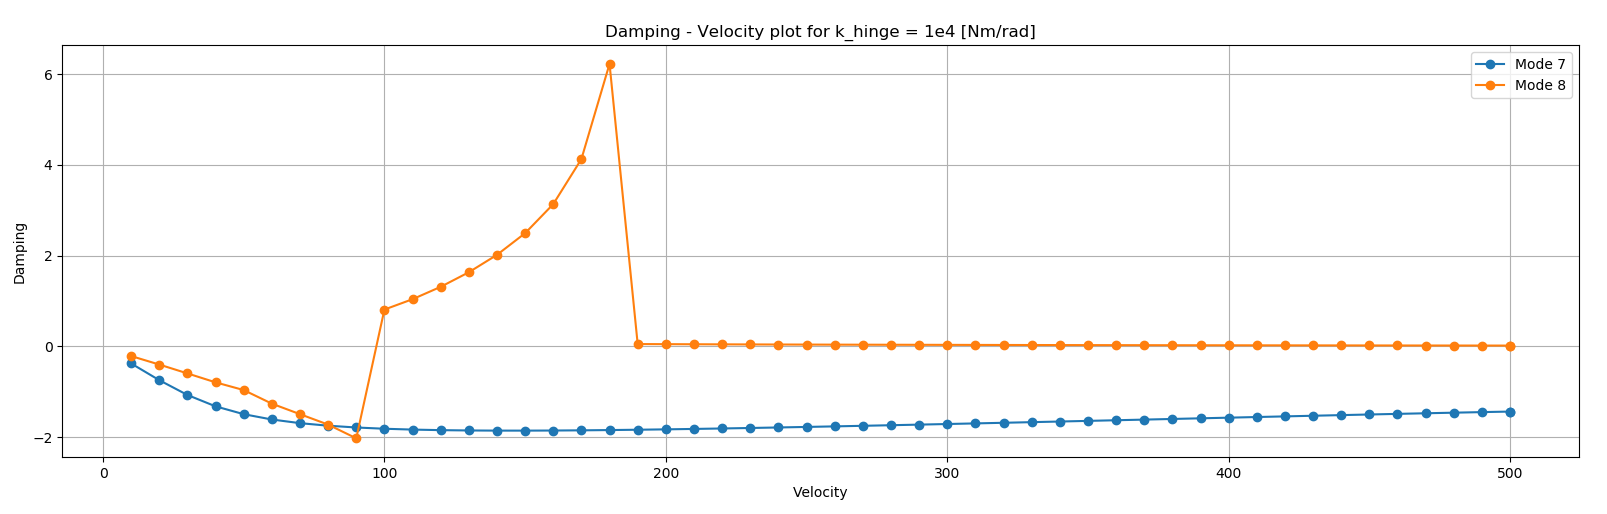 Damping - Velocity plot for k_hinge = 1e4 [Nm/rad]
Mode 7
Mode 8
Damping
6
4
2
0
−2
0 100 200 300 400 500
Velocity